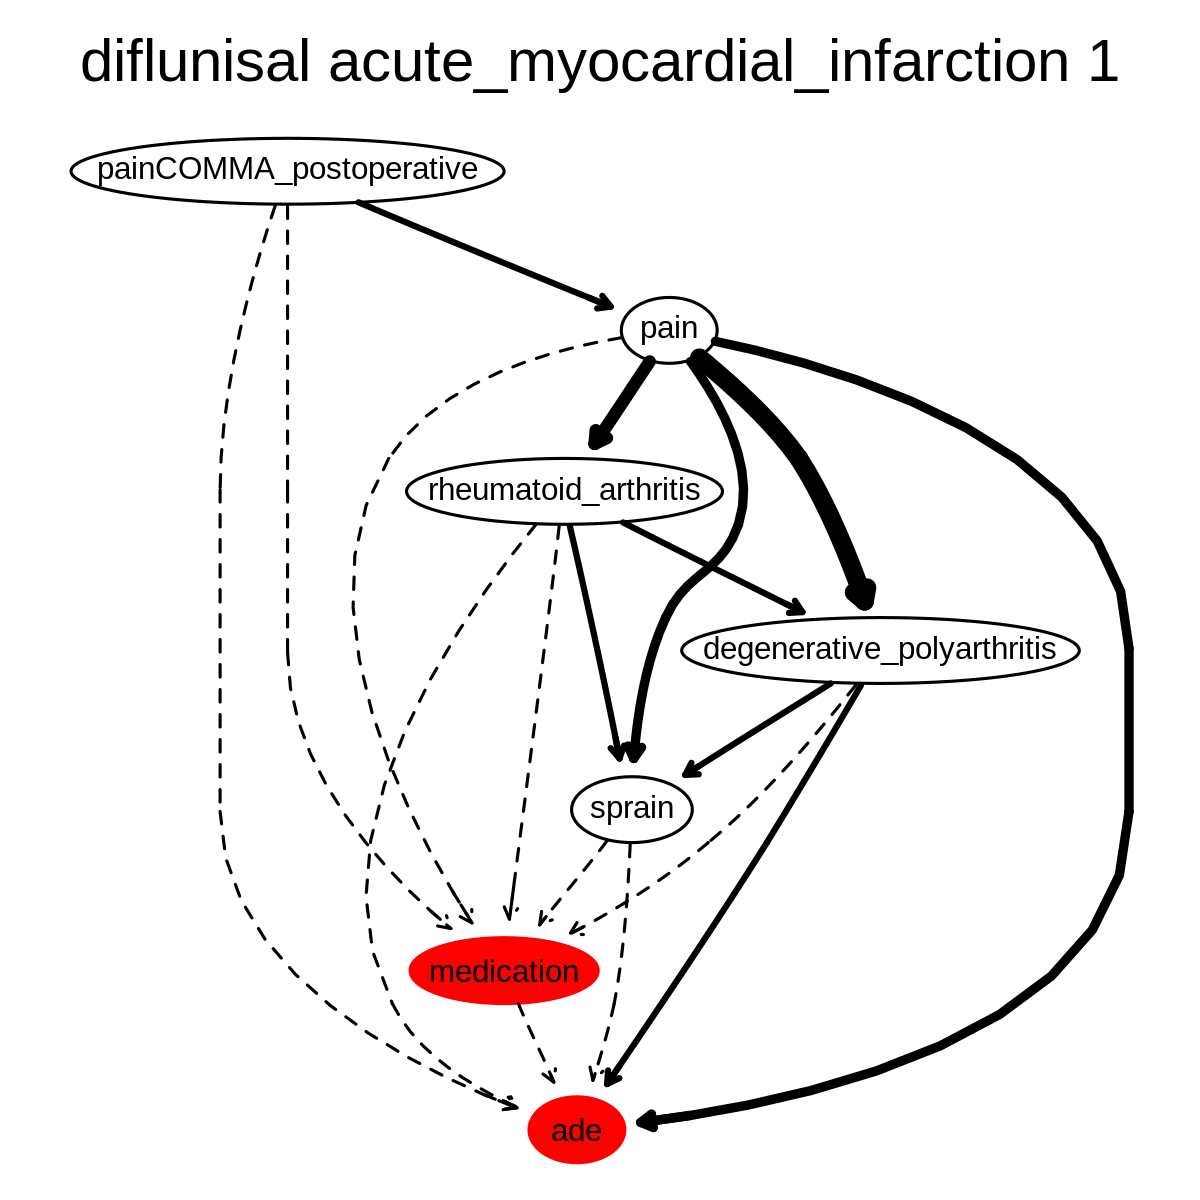 diflunisal acute_myocardial_infarction 1
painCOMMA_postoperative
pain
rheumatoid_arthritis
degenerative_polyarthritis
sprain
medication
ade